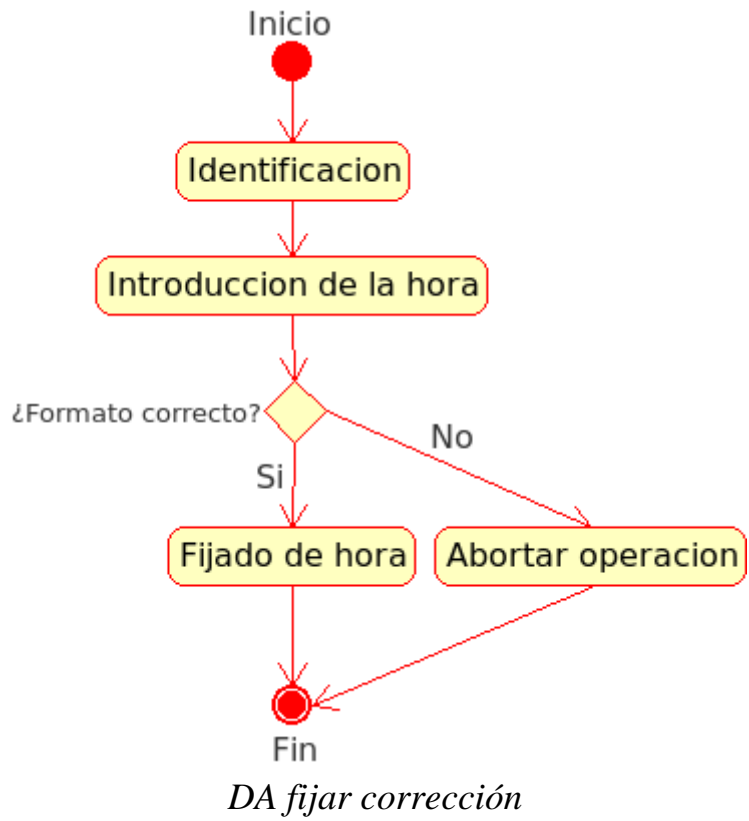 Inicio
Identificacion
Introduccion de la hora
¿Formato correcto?
No
Si
Fijado de hora
Abortar operacion
Fin
DA fijar corrección